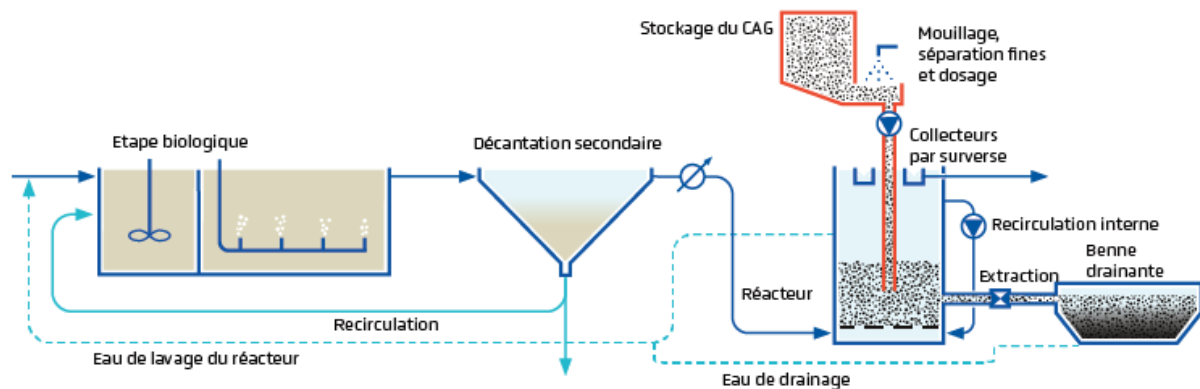 Stockage du CAG
Mouillage,
séparation fines
et dosage
Etape biologique
Décantation secondaire
Collecteurs
par surverse
Recirculation interne
Benne
drainante
Extraction
Réacteur
Recirculation
Eau de lavage du réacteur
Eau de drainage